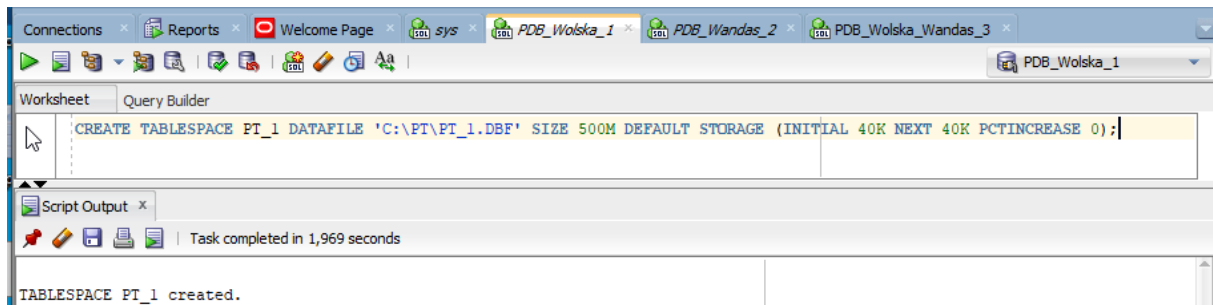 Connections Reports Welcome Page sys PDB_Wolska_1 PDB_Wandas_2 PDB_Wolska_Wandas_3
PDB_Wolska_1
Worksheet Query Builder
CREATE TABLESPACE PT_1 DATAFILE 'C:\PT\PT_1.DBF' SIZE 500M DEFAULT STORAGE (INITIAL 40K NEXT 40K PCTINCREASE 0);
Script Output x
Task completed in 1,969 seconds
TABLESPACE PT_1 created.